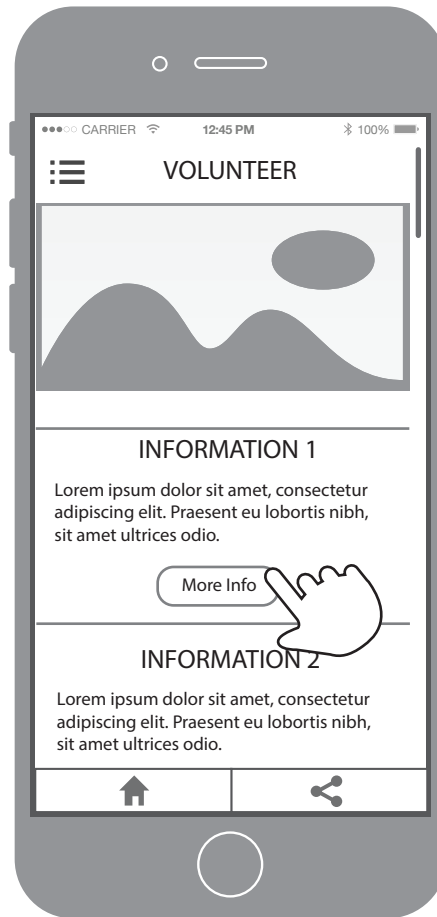 CARRIER 12:45 PM 100%
VOLUNTEER
INFORMATION 1
Lorem ipsum dolor sit amet, consectetur
adipiscing elit. Praesent eu lobortis nibh,
sit amet ultrices odio.
More Info
INFORMATION 2
Lorem ipsum dolor sit amet, consectetur
adipiscing elit. Praesent eu lobortis nibh,
sit amet ultrices odio.